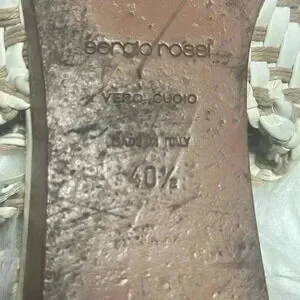 sergio rossi
VERO CUOIO
MADE IN ITALY
40½